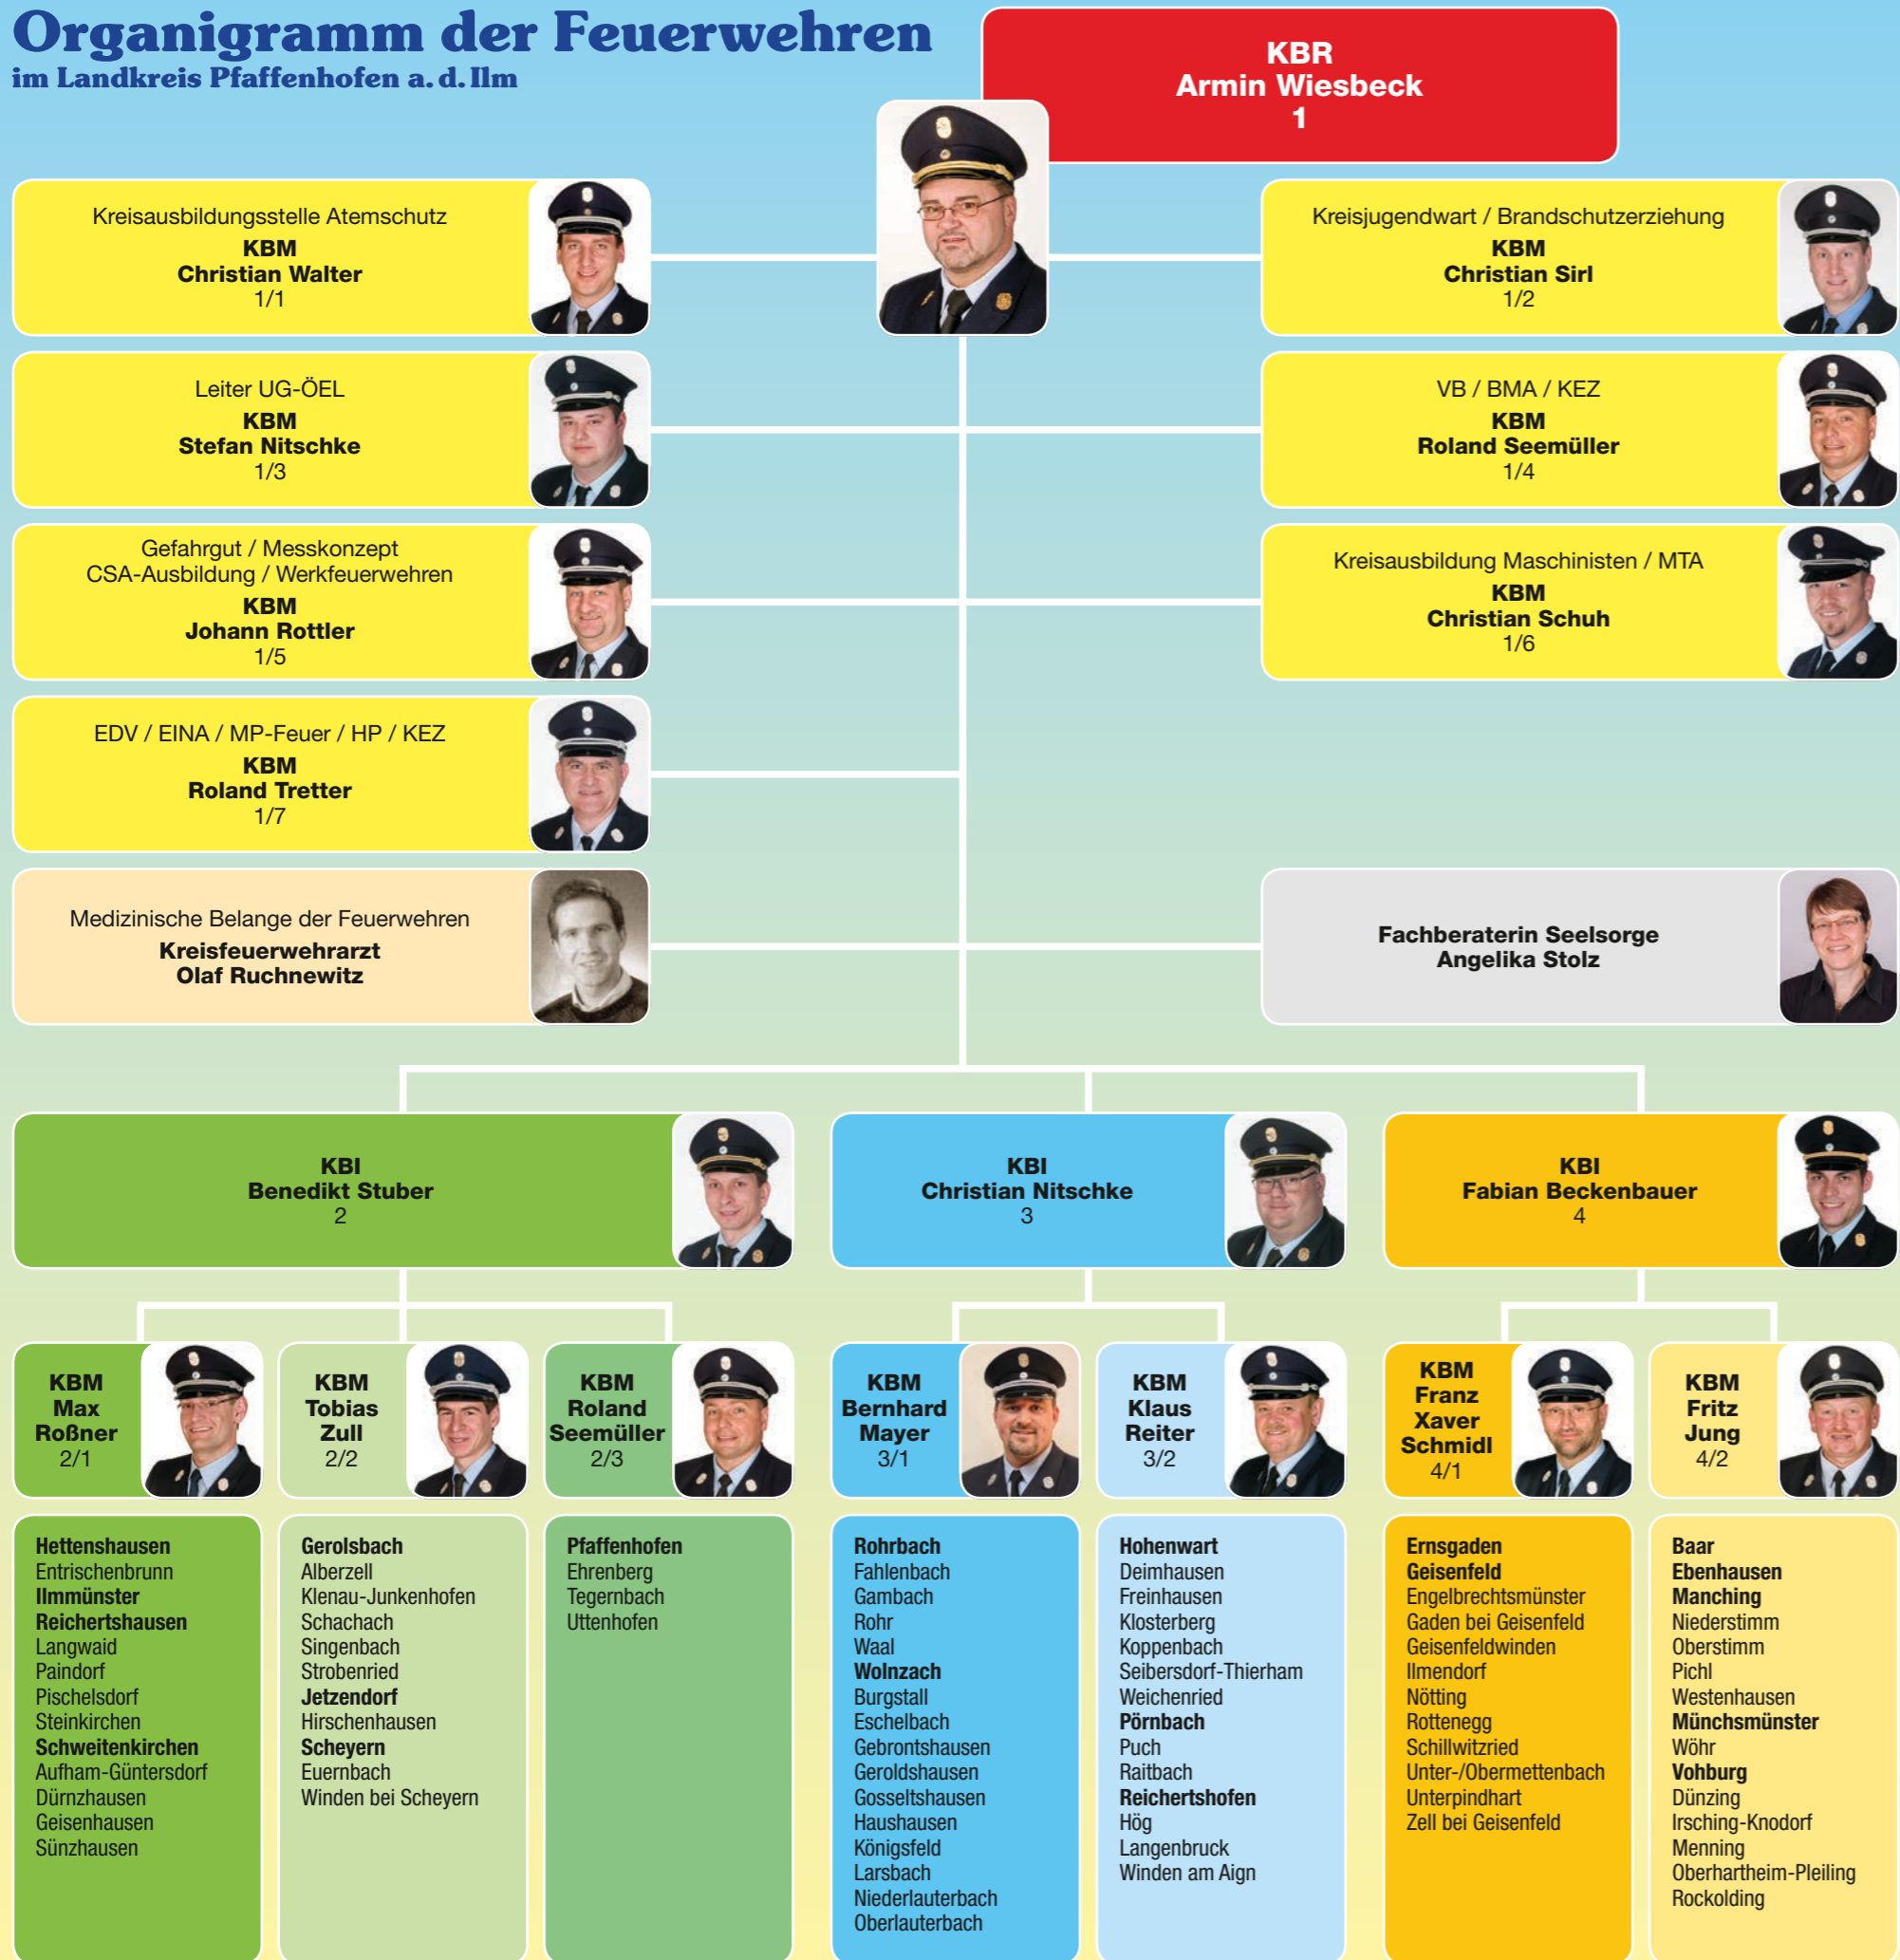 Organigramm der Feuerwehren
im Landkreis Pfaffenhofen a. d. Ilm
KBR
Armin Wiesbeck
1
Kreisausbildungsstelle Atemschutz
KBM
Christian Walter
1/1
Kreisjugendwart / Brandschutzerziehung
KBM
Christian Sirl
1/2
Leiter UG-ÖEL
KBM
Stefan Nitschke
1/3
VB / BMA / KEZ
KBM
Roland Seemüller
1/4
Gefahrgut / Messkonzept
CSA-Ausbildung / Werkfeuerwehren
KBM
Johann Rottler
1/5
Kreisausbildung Maschinisten / MTA
KBM
Christian Schuh
1/6
EDV / EINA / MP-Feuer / HP / KEZ
KBM
Roland Tretter
1/7
Medizinische Belange der Feuerwehren
Kreisfeuerwehrarzt
Olaf Ruchnewitz
Fachberaterin Seelsorge
Angelika Stolz
KBI
Benedikt Stuber
2
KBI
Christian Nitschke
3
KBI
Fabian Beckenbauer
4
KBM
Max
Roßner
2/1
KBM
Tobias
Zull
2/2
KBM
Roland
Seemüller
2/3
KBM
Bernhard
Mayer
3/1
KBM
Klaus
Reiter
3/2
KBM
Franz
Xaver
Schmidl
4/1
KBM
Fritz
Jung
4/2
Hettenshausen
Entrischenbrunn
Ilmmünster
Reichertshausen
Langwaid
Paindorf
Pischelsdorf
Steinkirchen
Schweitenkirchen
Aufham-Güntersdorf
Dürnzhausen
Geisenhausen
Sünzhausen
Gerolsbach
Alberzell
Klenau-Junkenhofen
Schachach
Singenbach
Strobenried
Jetzendorf
Hirschenhausen
Scheyern
Euernbach
Winden bei Scheyern
Pfaffenhofen
Ehrenberg
Tegernbach
Uttenhofen
Rohrbach
Fahlenbach
Gambach
Rohr
Waal
Wolnzach
Burgstall
Eschelbach
Gebrontshausen
Geroldshausen
Gosseltshausen
Haushausen
Königsfeld
Larsbach
Niederlauterbach
Oberlauterbach
Hohenwart
Deimhausen
Freinhausen
Klosterberg
Koppenbach
Seibersdorf-Thierham
Weichenried
Pörnbach
Puch
Raitbach
Reichertshofen
Hög
Langenbruck
Winden am Aign
Ernsgaden
Geisenfeld
Engelbrechtsmünster
Gaden bei Geisenfeld
Geisenfeldwinden
Ilmendorf
Nötting
Rottenegg
Schillwitzried
Unter-/Obermettenbach
Unterpindhart
Zell bei Geisenfeld
Baar
Ebenhausen
Manching
Niederstimm
Oberstimm
Pichl
Westenhausen
Münchsmünster
Wöhr
Vohburg
Dünzing
Irsching-Knodorf
Menning
Oberhartheim-Pleiling
Rockolding